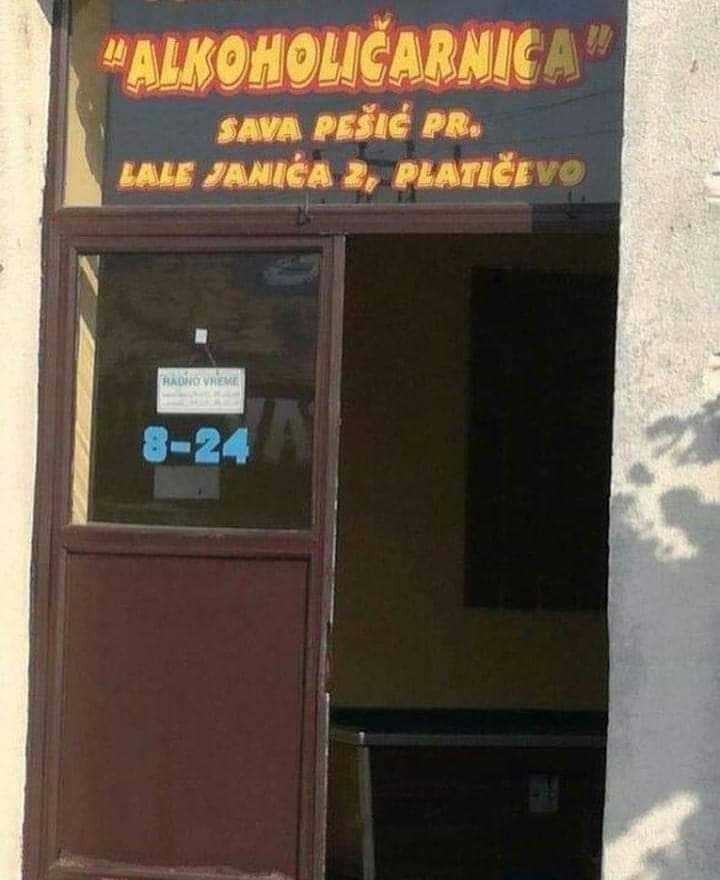 "ALKOHOLIČARNICA"
SAVA PEŠIĆ PR.
LALE JANIĆA 2, PLATIČEVO
RADNO VREME
8-24